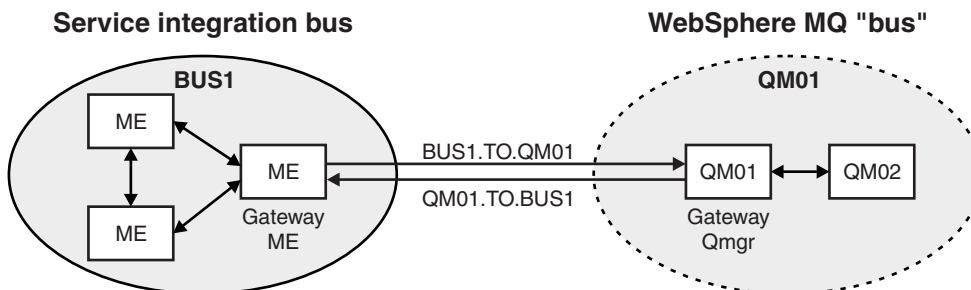 Service integration bus
WebSphere MQ "bus"
BUS1
QM01
ME
ME
ME
Gateway
ME
BUS1.TO.QM01
QM01.TO.BUS1
QM01
QM02
Gateway
Qmgr